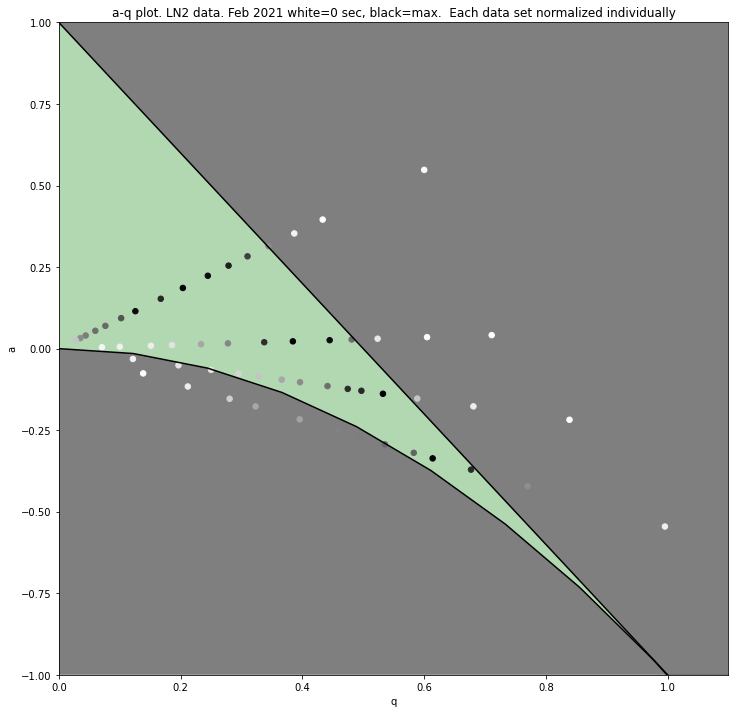 a-q plot. LN2 data. Feb 2021 white=0 sec, black=max.  Each data set normalized individually
1.00
0.75
0.50
0.25
0.00
−0.25
−0.50
−0.75
−1.00
a
0.0 0.2 0.4 0.6 0.8 1.0
q